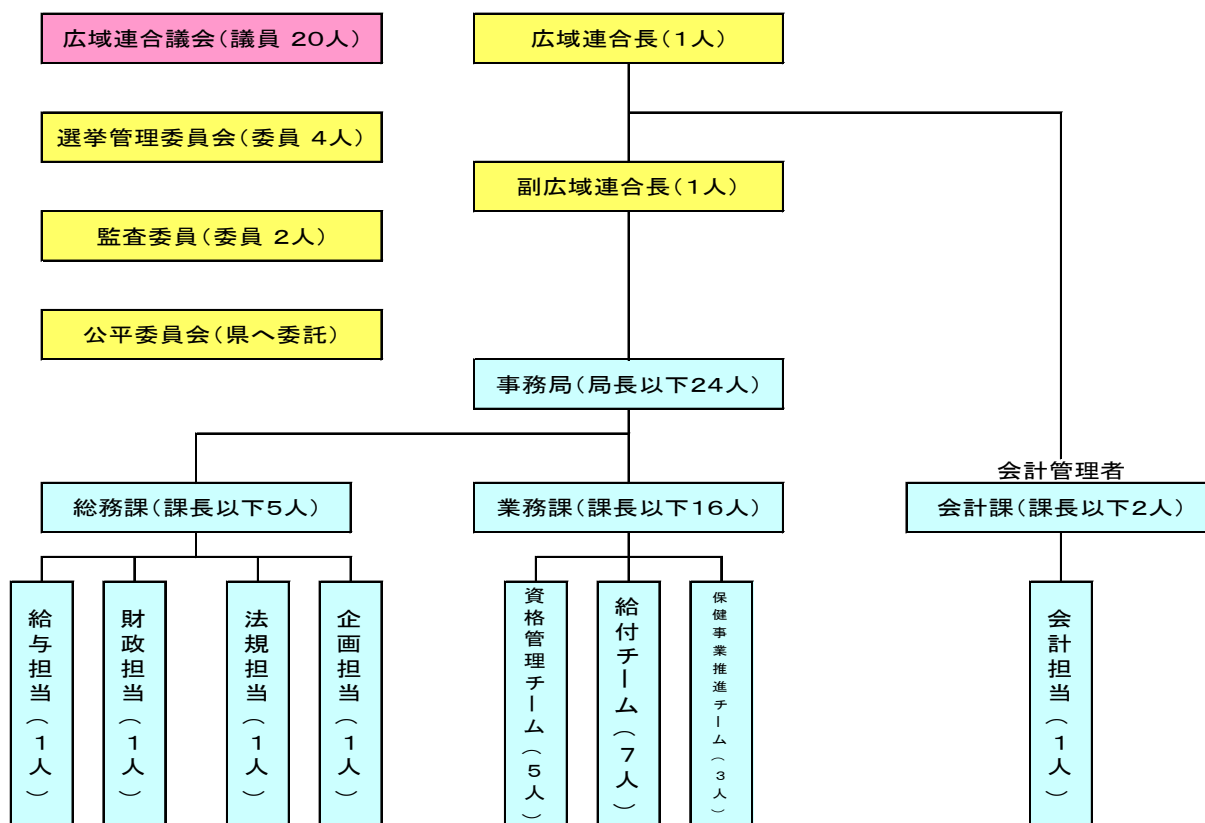 広域連合議会(議員 20人)
広域連合長(1人)
選挙管理委員会(委員 4人)
副広域連合長(1人)
監査委員(委員 2人)
公平委員会(県へ委託)
事務局(局長以下24人)
会計管理者
総務課(課長以下5人)
業務課(課長以下16人)
会計課(課長以下2人)
給与担当(1人)
財政担当(1人)
法規担当(1人)
企画担当(1人)
資格管理チーム(5人)
給付チーム(7人)
保健事業推進チーム(3人)
会計担当(1人)